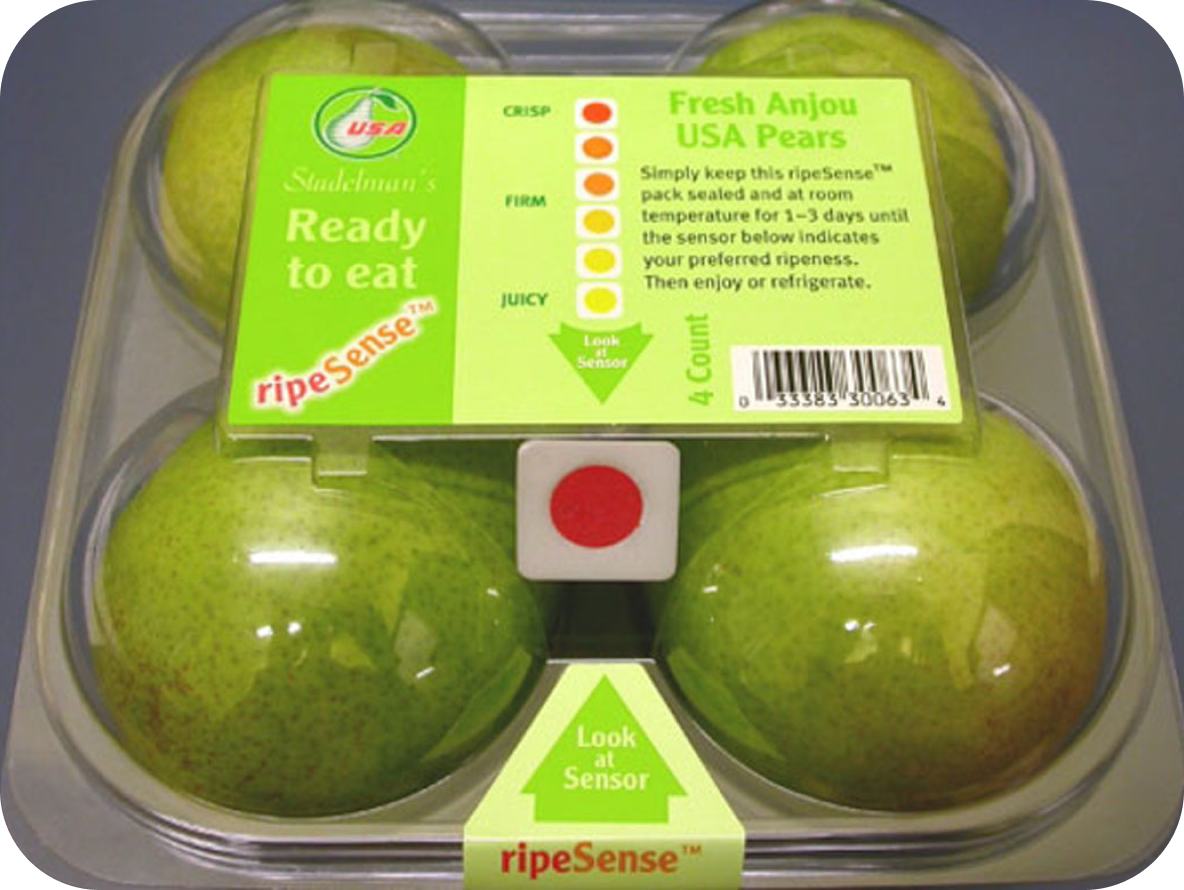 USA
Stadelman's
Ready
to eat
ripeSense™
CRISP
FIRM
JUICY
Look
at
Sensor
Fresh Anjou
USA Pears
Simply keep this ripeSense™
pack sealed and at room
temperature for 1–3 days until
the sensor below indicates
your preferred ripeness.
Then enjoy or refrigerate.
4 Count
0 33383 30063 4
Look
at
Sensor
ripeSense™